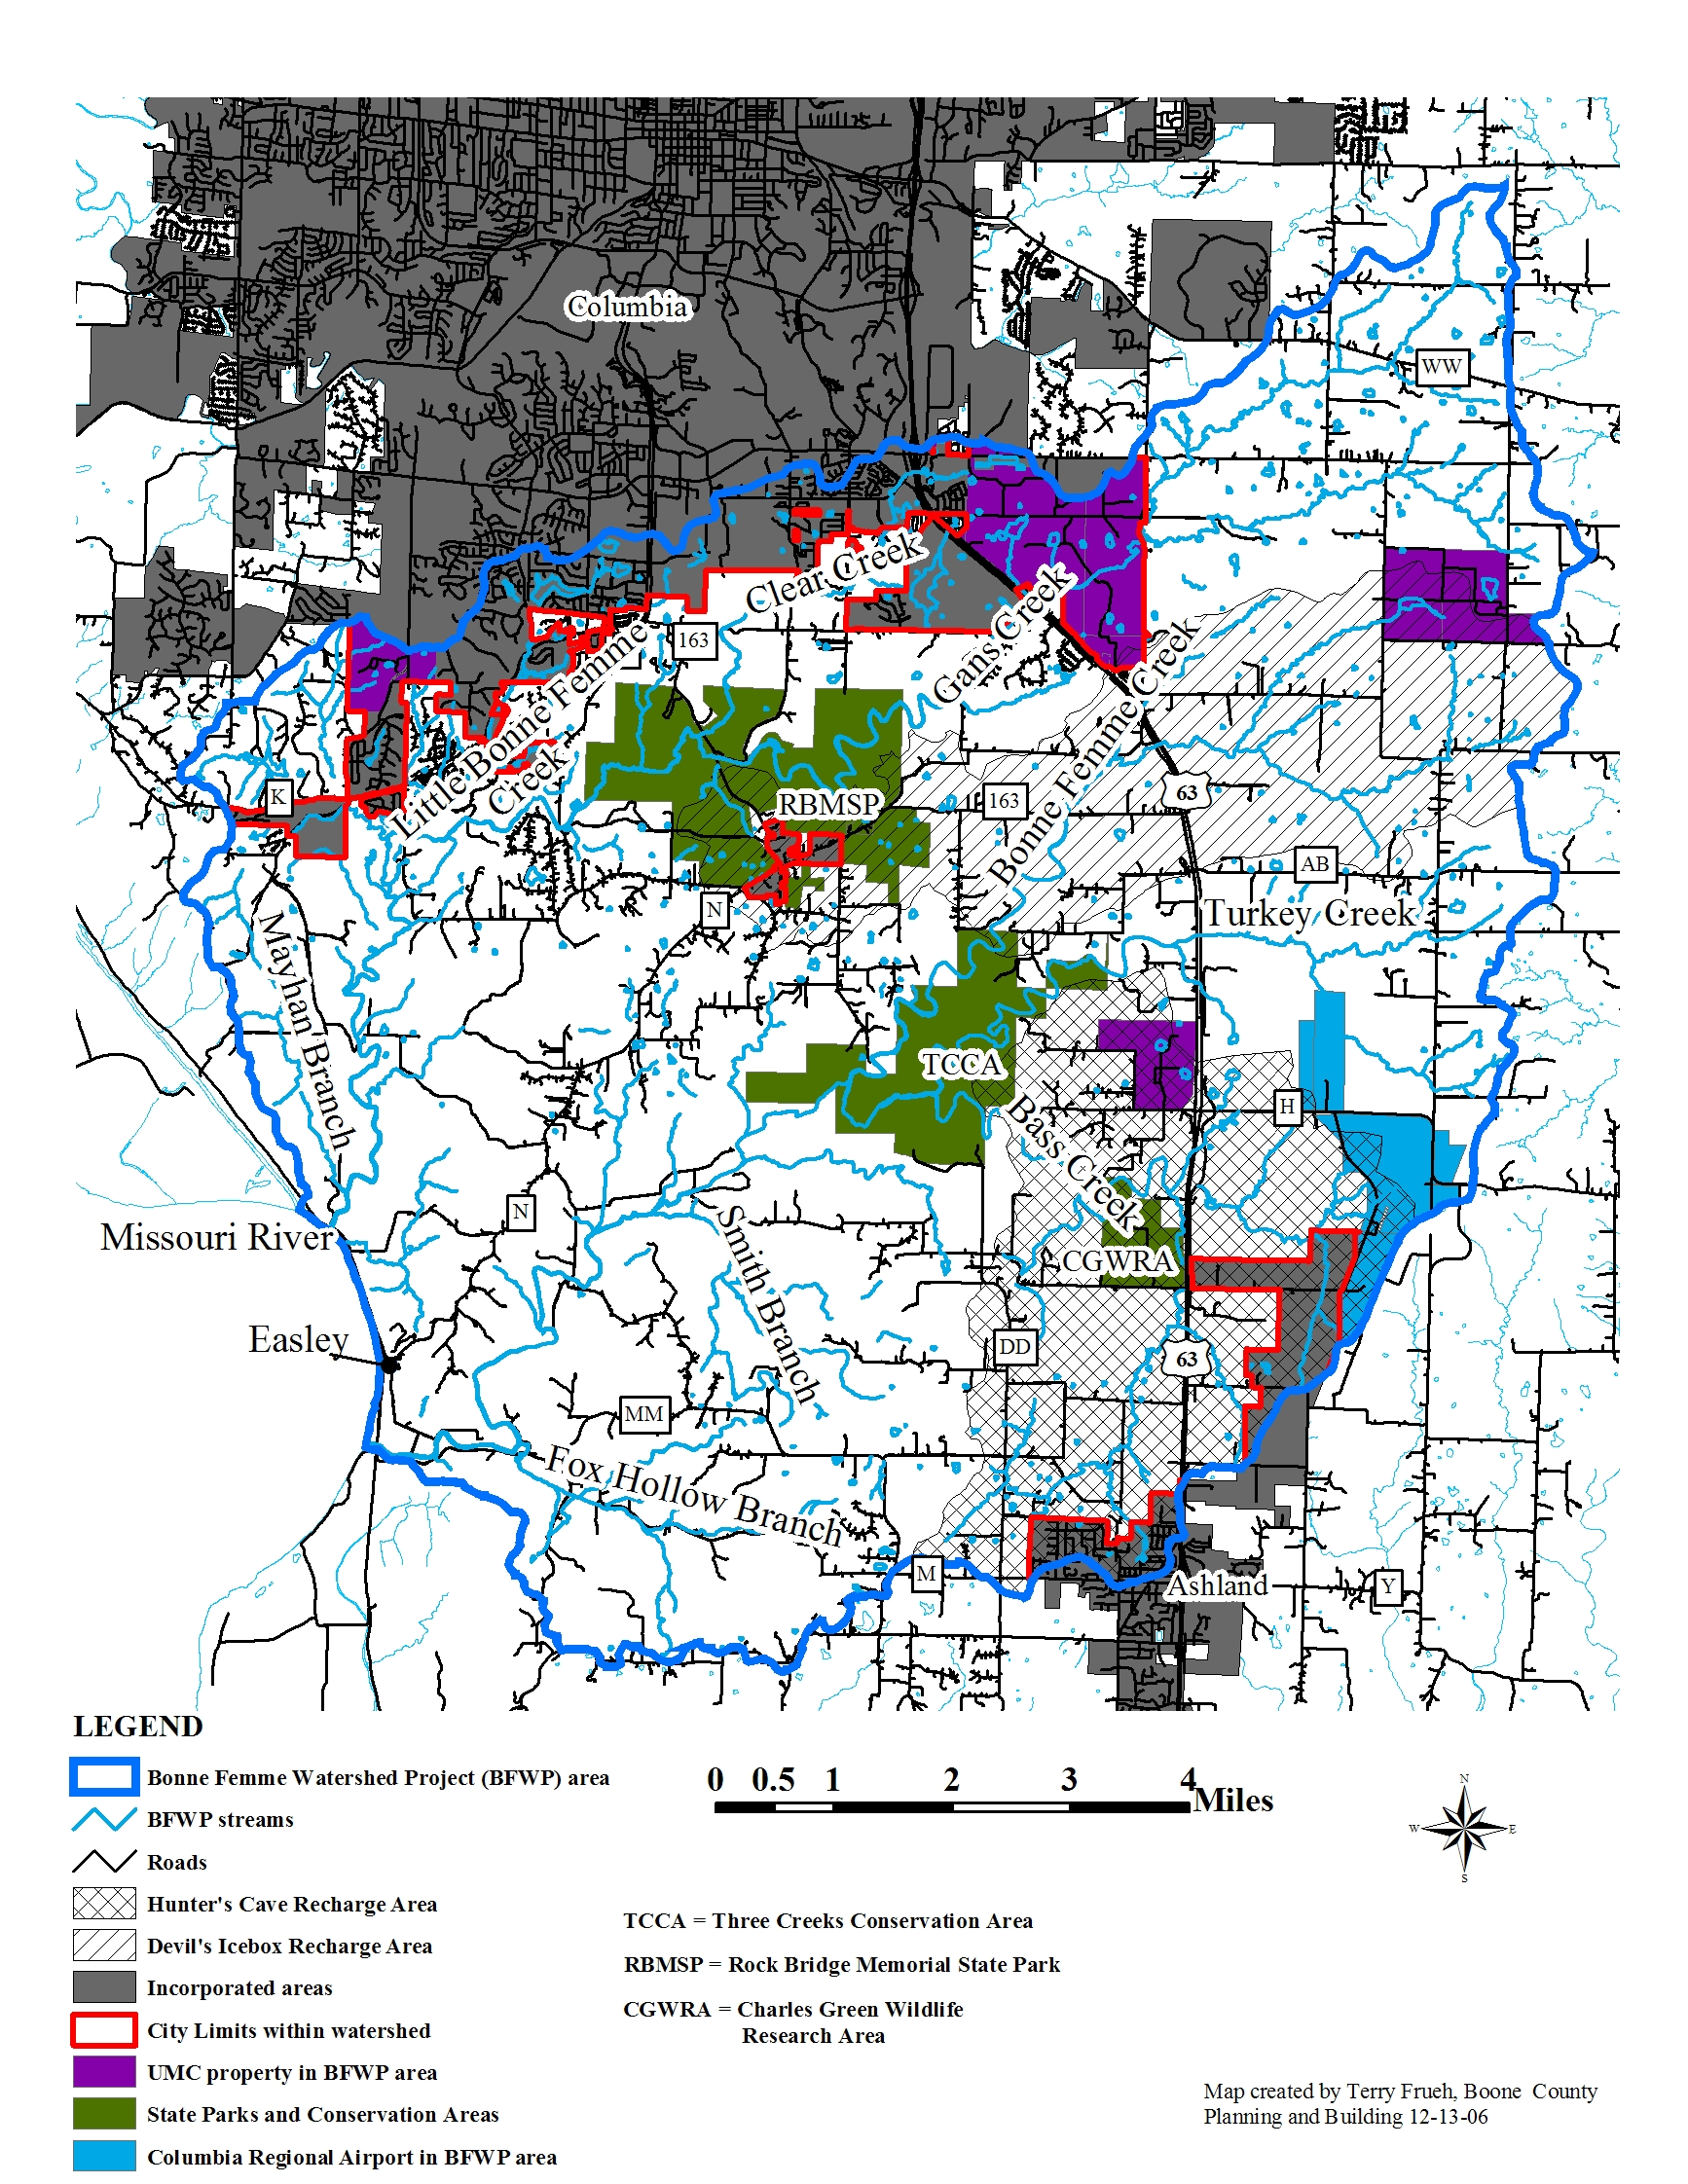 Columbia
WW
Clear Creek
Gans Creek
163
Little Bonne Femme
Creek
K
RBMSP
163
Bonne Femme Creek
63
AB
N
Turkey Creek
Mayhan Branch
TCCA
H
Bass Creek
N
Missouri River
Smith Branch
CGWRA
Easley
DD
63
MM
Fox Hollow Branch
M
Ashland
Y
LEGEND
Bonne Femme Watershed Project (BFWP) area
BFWP streams
Roads
Hunter's Cave Recharge Area
Devil's Icebox Recharge Area
Incorporated areas
City Limits within watershed
UMC property in BFWP area
State Parks and Conservation Areas
Columbia Regional Airport in BFWP area
0 0.5 1 2 3 4 Miles
N
W E
S
TCCA = Three Creeks Conservation Area
RBMSP = Rock Bridge Memorial State Park
CGWRA = Charles Green Wildlife
Research Area
Map created by Terry Frueh, Boone County
Planning and Building 12-13-06